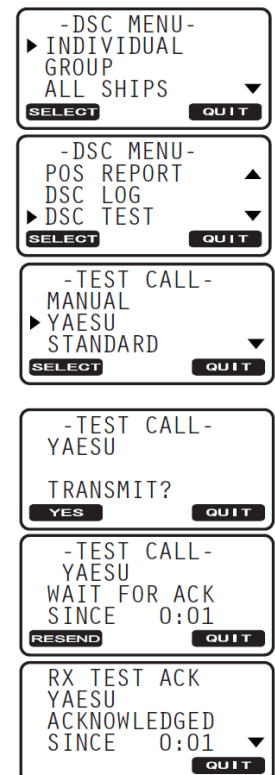 -DSC MENU-
INDIVIDUAL
GROUP
ALL SHIPS
SELECT QUIT
-DSC MENU-
POS REPORT
DSC LOG
DSC TEST
SELECT QUIT
-TEST CALL-
MANUAL
YAESU
STANDARD
SELECT QUIT
-TEST CALL-
YAESU
TRANSMIT?
YES QUIT
-TEST CALL-
YAESU
WAIT FOR ACK
SINCE 0:01
RESEND QUIT
RX TEST ACK
YAESU
ACKNOWLEDGED
SINCE 0:01
QUIT